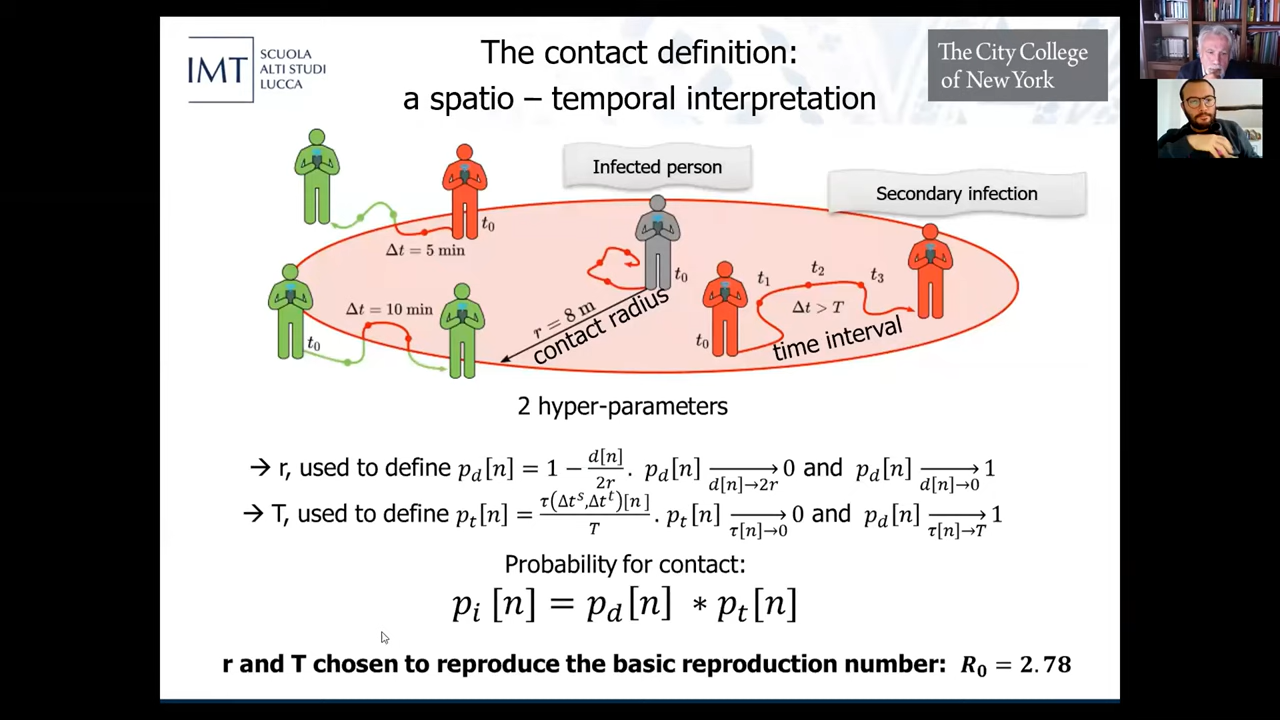 IMT
SCUOLA
ALTI STUDI
LUCCA
The contact definition:
a spatio – temporal interpretation
The City College
of New York
Infected person
Secondary infection
t₀
Δt = 5 min
t₀
t₁
t₂
t₃
Δt = 10 min
Δt > T
t₀
r = 8 m
contact radius
t₀
time interval
2 hyper-parameters
→ r, used to define p_d[n] = 1 − d[n]/2r. p_d[n] →_{d[n]→2r} 0 and p_d[n] →_{d[n]→0} 1
→ T, used to define p_t[n] = τ(Δtˢ,Δtᵗ)[n]/T. p_t[n] →_{τ[n]→0} 0 and p_d[n] →_{τ[n]→T} 1
Probability for contact:
p_i [n] = p_d[n] * p_t[n]
r and T chosen to reproduce the basic reproduction number: R₀ = 2.78